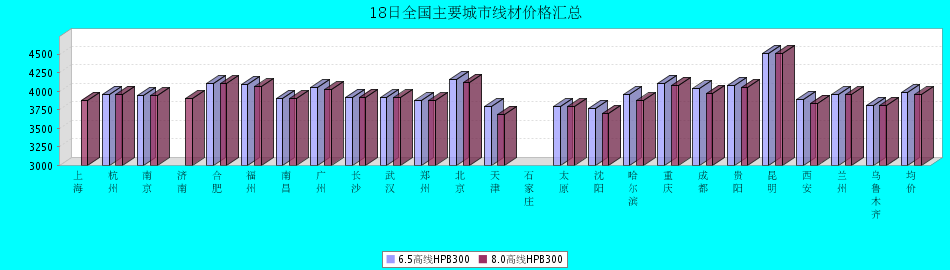 18日全国主要城市线材价格汇总
4500
4250
4000
3750
3500
3250
3000
上海
杭州
南京
济南
合肥
福州
南昌
广州
长沙
武汉
郑州
北京
天津
石家庄
太原
沈阳
哈尔滨
重庆
成都
贵阳
昆明
西安
兰州
乌鲁木齐
均价
6.5高线HPB300 8.0高线HPB300